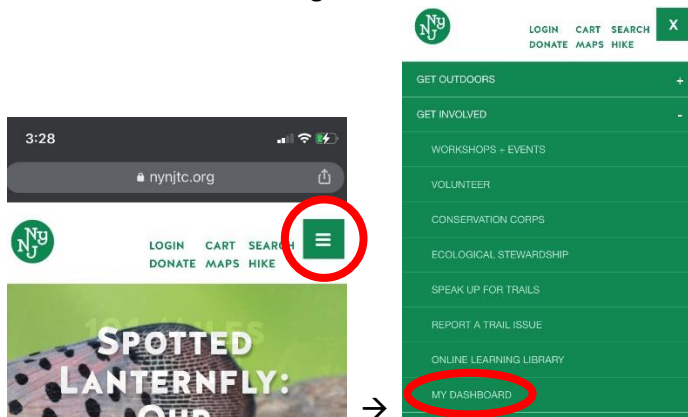 3:28
nynjtc.org
NY
NJ
LOGIN CART SEARCH
DONATE MAPS HIKE
SPOTTED
LANTERNFLY:
OUR
→
NY
NJ
LOGIN CART SEARCH X
DONATE MAPS HIKE
GET OUTDOORS +
GET INVOLVED -
WORKSHOPS + EVENTS
VOLUNTEER
CONSERVATION CORPS
ECOLOGICAL STEWARDSHIP
SPEAK UP FOR TRAILS
REPORT A TRAIL ISSUE
ONLINE LEARNING LIBRARY
MY DASHBOARD